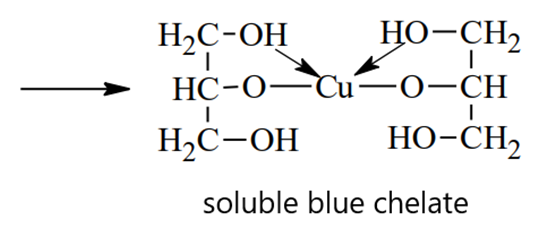 H₂C-OH HO-CH₂
HC-O-Cu-O-CH
H₂C-OH HO-CH₂
soluble blue chelate